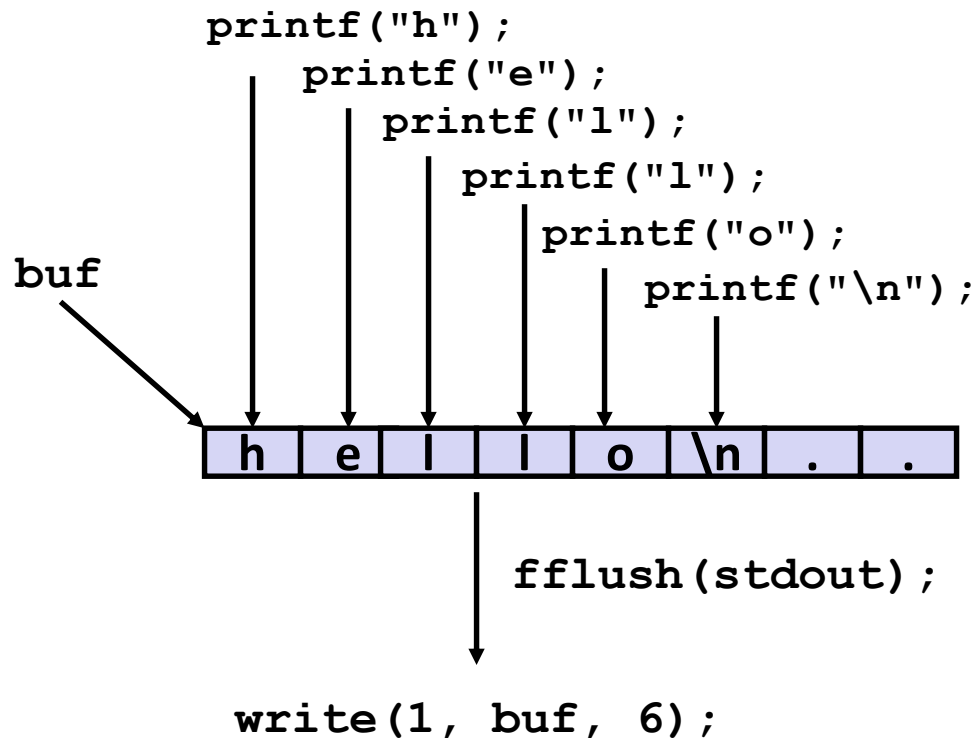 printf("h");
printf("e");
printf("l");
printf("l");
printf("o");
buf
printf("\n");
h e l l o \n . .
fflush(stdout);
write(1, buf, 6);